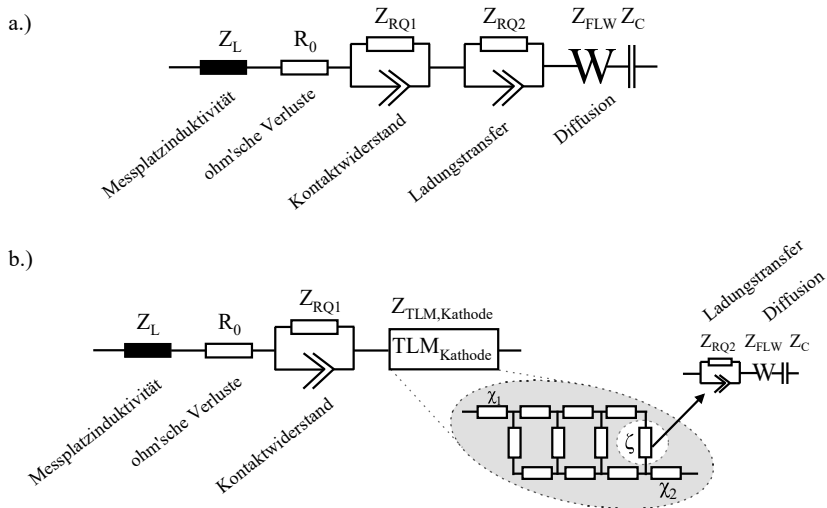 a.)
Z_L
R_0
Z_RQ1
Z_RQ2
Z_FLW Z_C
W
Messplatzinduktivität
ohm'sche Verluste
Kontaktwiderstand
Ladungstransfer
Diffusion
b.)
Z_L
R_0
Z_RQ1
Z_TLM,Kathode
TLM_Kathode
Messplatzinduktivität
ohm'sche Verluste
Kontaktwiderstand
Ladungstransfer
Diffusion
Z_RQ2 Z_FLW Z_C
W
χ_1
ζ
χ_2